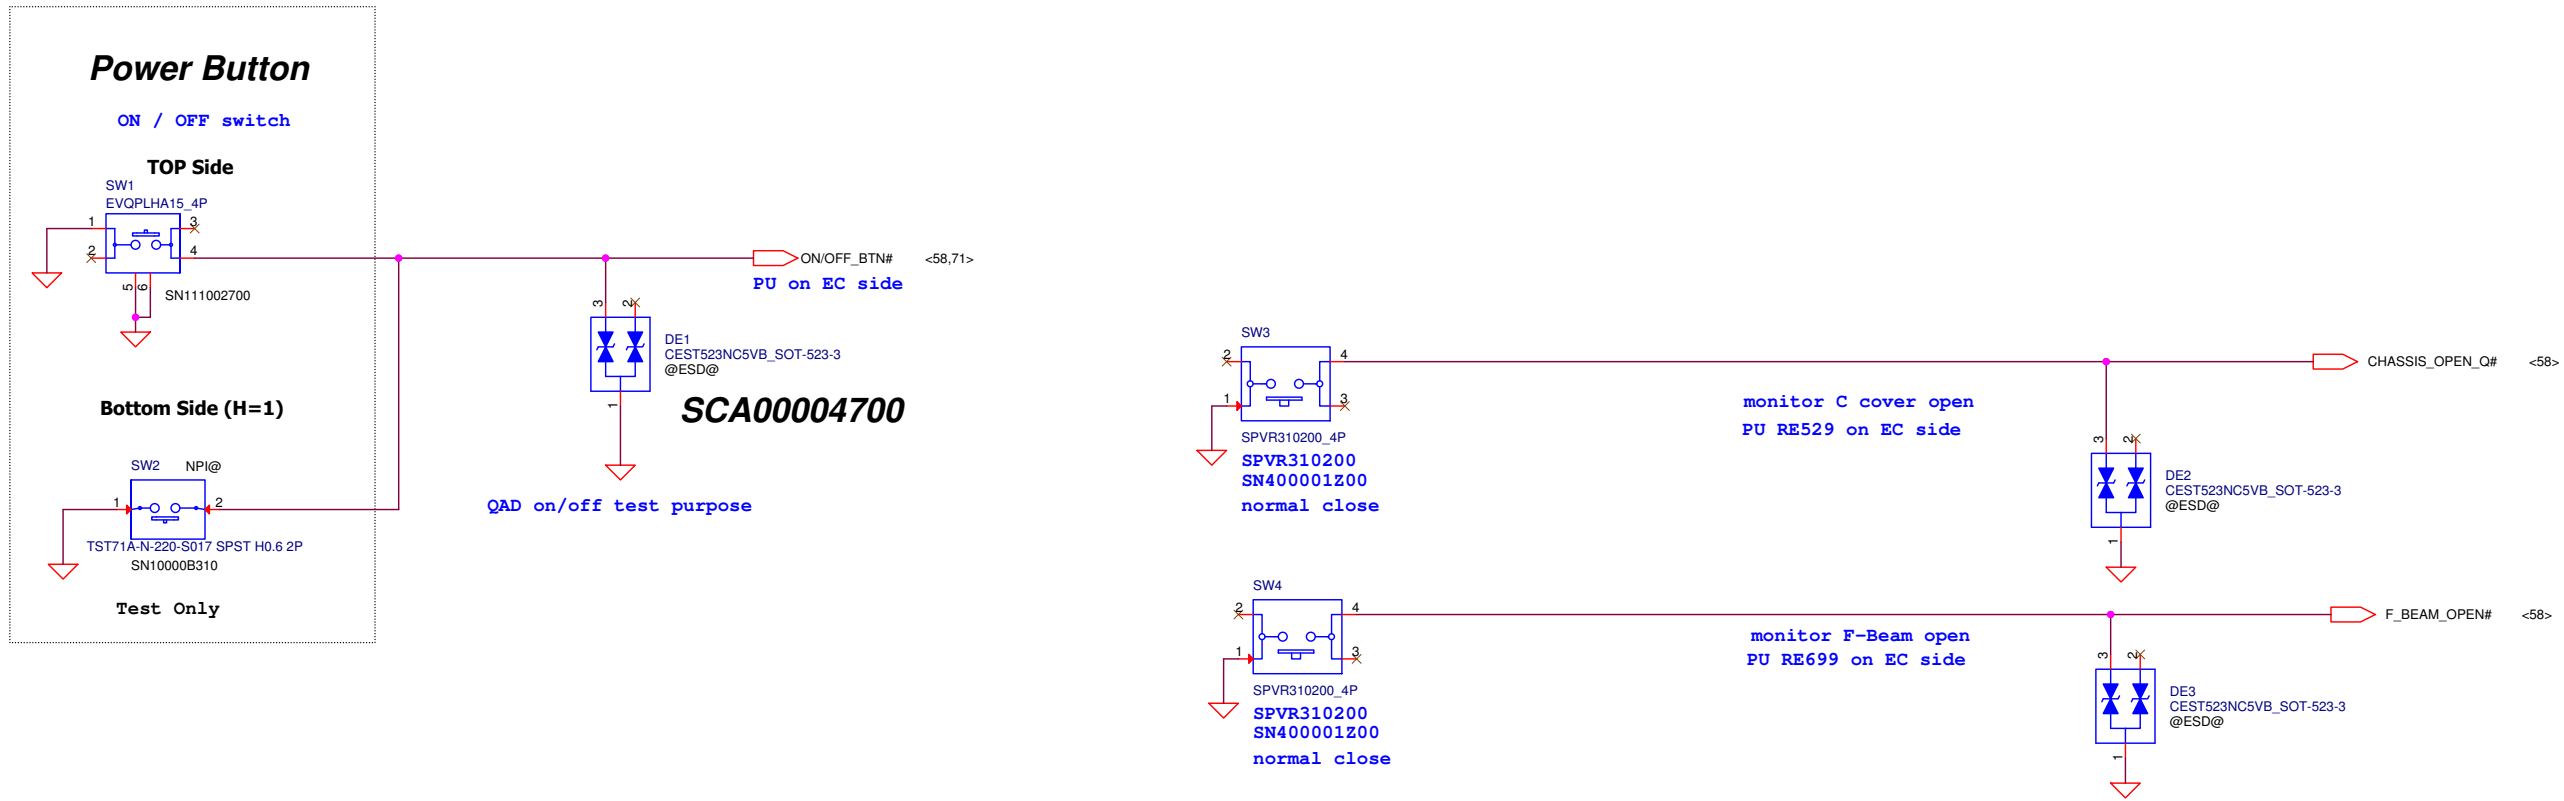 Power Button
ON / OFF switch
TOP Side
SW1
EVQPLHA15_4P
1
2
3
4
5
6
SN111002700
Bottom Side (H=1)
SW2
NPI@
1
2
TST71A-N-220-S017 SPST H0.6 2P
SN10000B310
Test Only
ON/OFF_BTN#
<58,71>
PU on EC side
3
2
1
DE1
CEST523NC5VB_SOT-523-3
@ESD@
SCA00004700
QAD on/off test purpose
SW3
2
1
4
3
SPVR310200_4P
SPVR310200
SN400001Z00
normal close
CHASSIS_OPEN_Q#
<58>
monitor C cover open
PU RE529 on EC side
3
2
1
DE2
CEST523NC5VB_SOT-523-3
@ESD@
SW4
2
1
4
3
SPVR310200_4P
SPVR310200
SN400001Z00
normal close
F_BEAM_OPEN#
<58>
monitor F-Beam open
PU RE699 on EC side
3
2
1
DE3
CEST523NC5VB_SOT-523-3
@ESD@